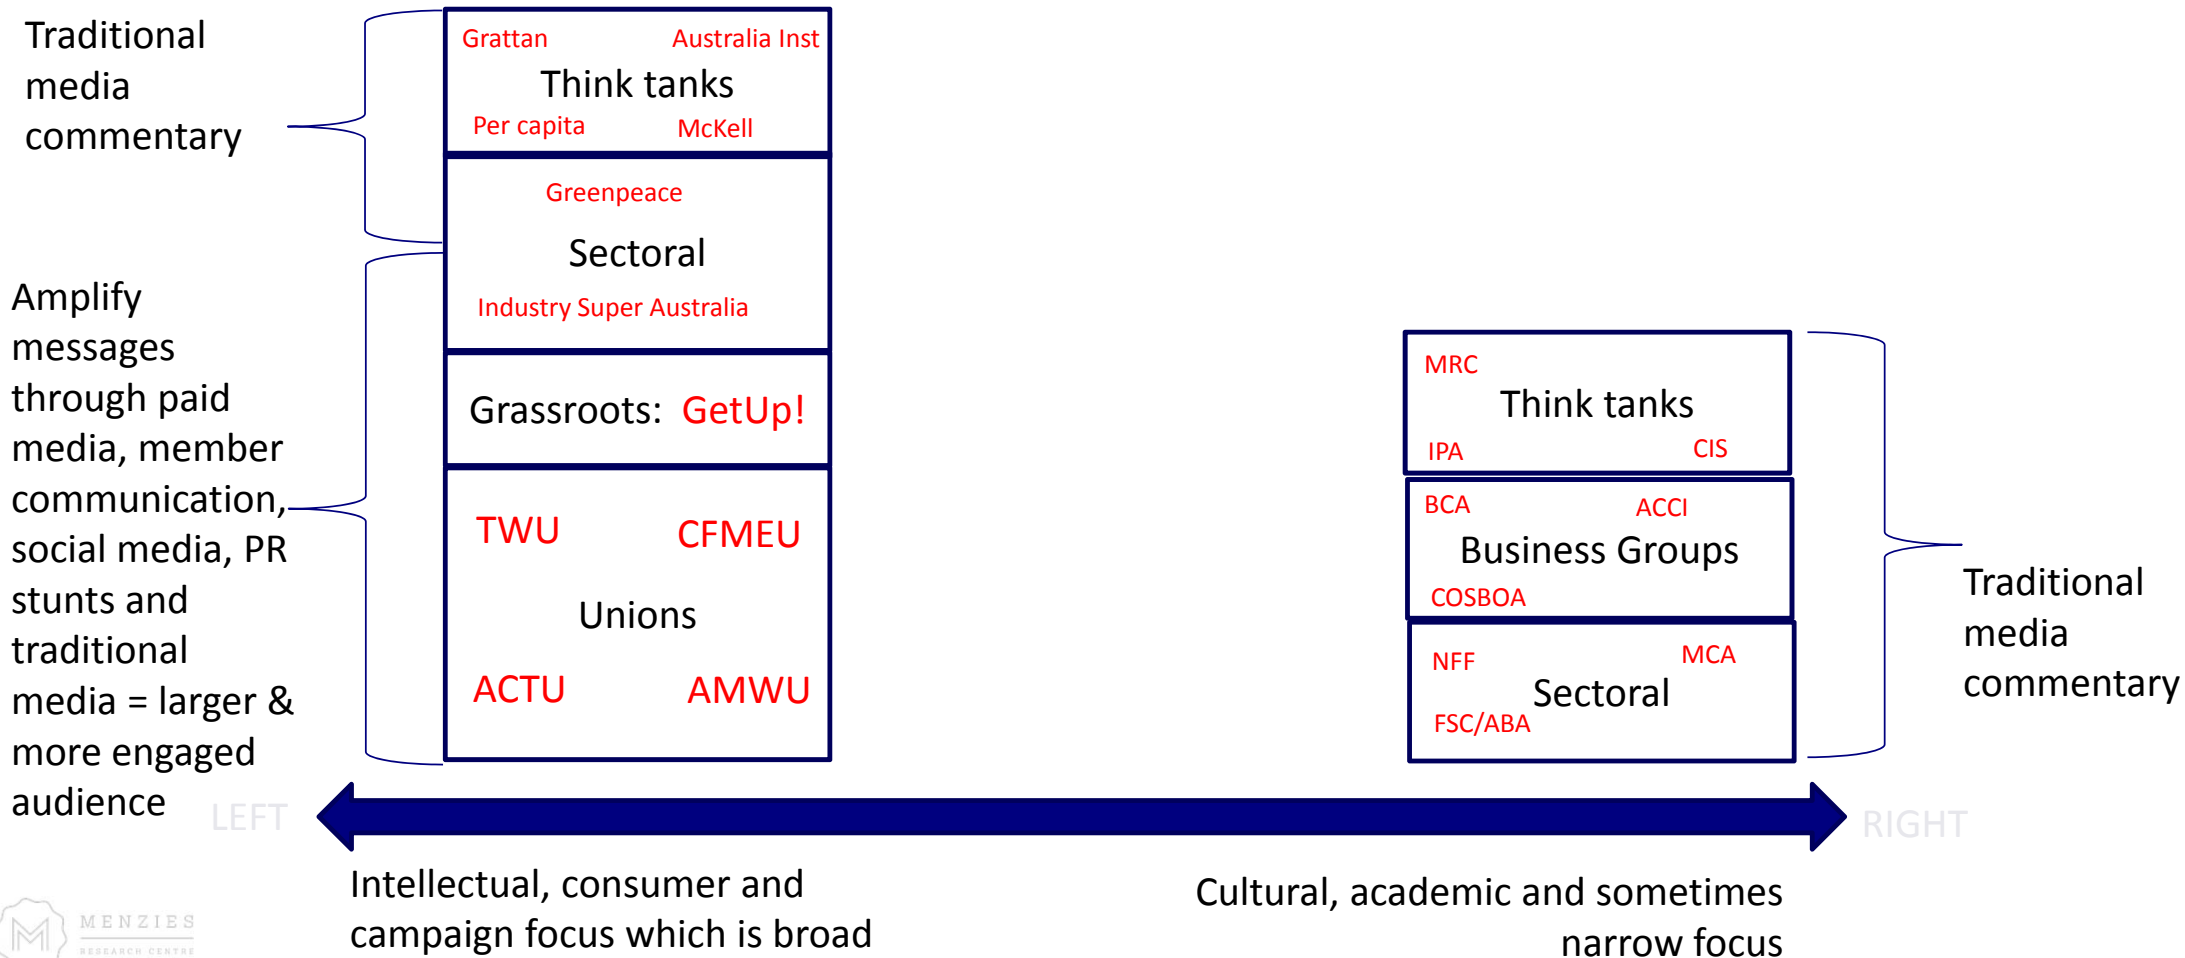 Traditional
media
commentary
Amplify
messages
through paid
media, member
communication,
social media, PR
stunts and
traditional
media = larger &
more engaged
audience
Grattan
Australia Inst
Think tanks
Per capita
McKell
Greenpeace
Sectoral
Industry Super Australia
Grassroots: GetUp!
TWU
CFMEU
Unions
ACTU
AMWU
MRC
Think tanks
IPA
CIS
BCA
ACCI
Business Groups
COSBOA
NFF
MCA
Sectoral
FSC/ABA
Traditional
media
commentary
LEFT
RIGHT
Intellectual, consumer and
campaign focus which is broad
Cultural, academic and sometimes
narrow focus
M
MENZIES
RESEARCH CENTRE